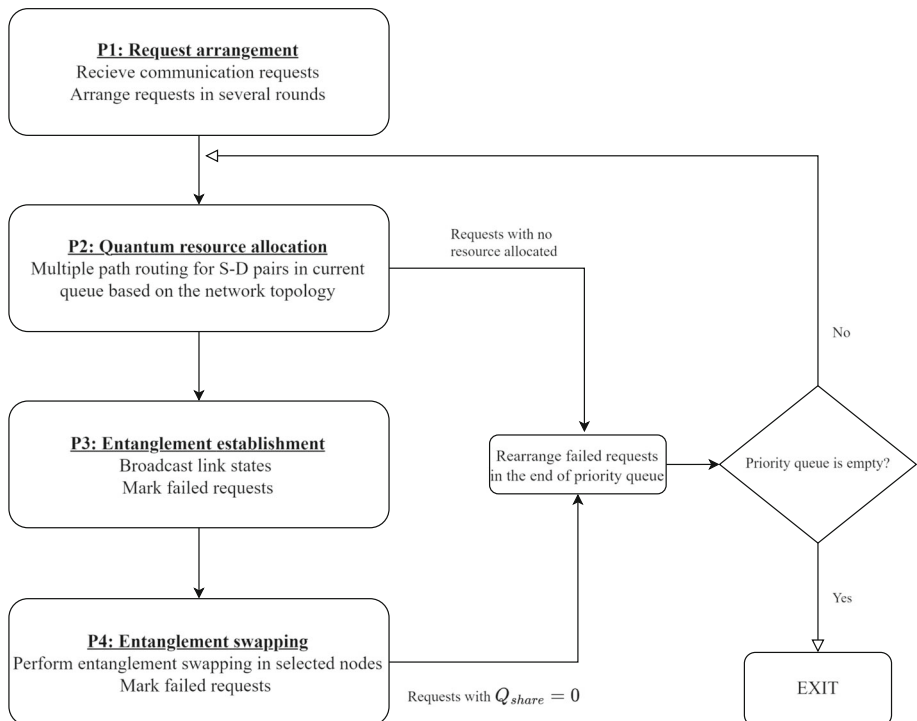 P1: Request arrangement
Recieve communication requests
Arrange requests in several rounds
P2: Quantum resource allocation
Multiple path routing for S-D pairs in current
queue based on the network topology
Requests with no
resource allocated
No
P3: Entanglement establishment
Broadcast link states
Mark failed requests
Rearrange failed requests
in the end of priority queue
Priority queue is empty?
Yes
P4: Entanglement swapping
Perform entanglement swapping in selected nodes
Mark failed requests
Requests with Q_{share} = 0
EXIT